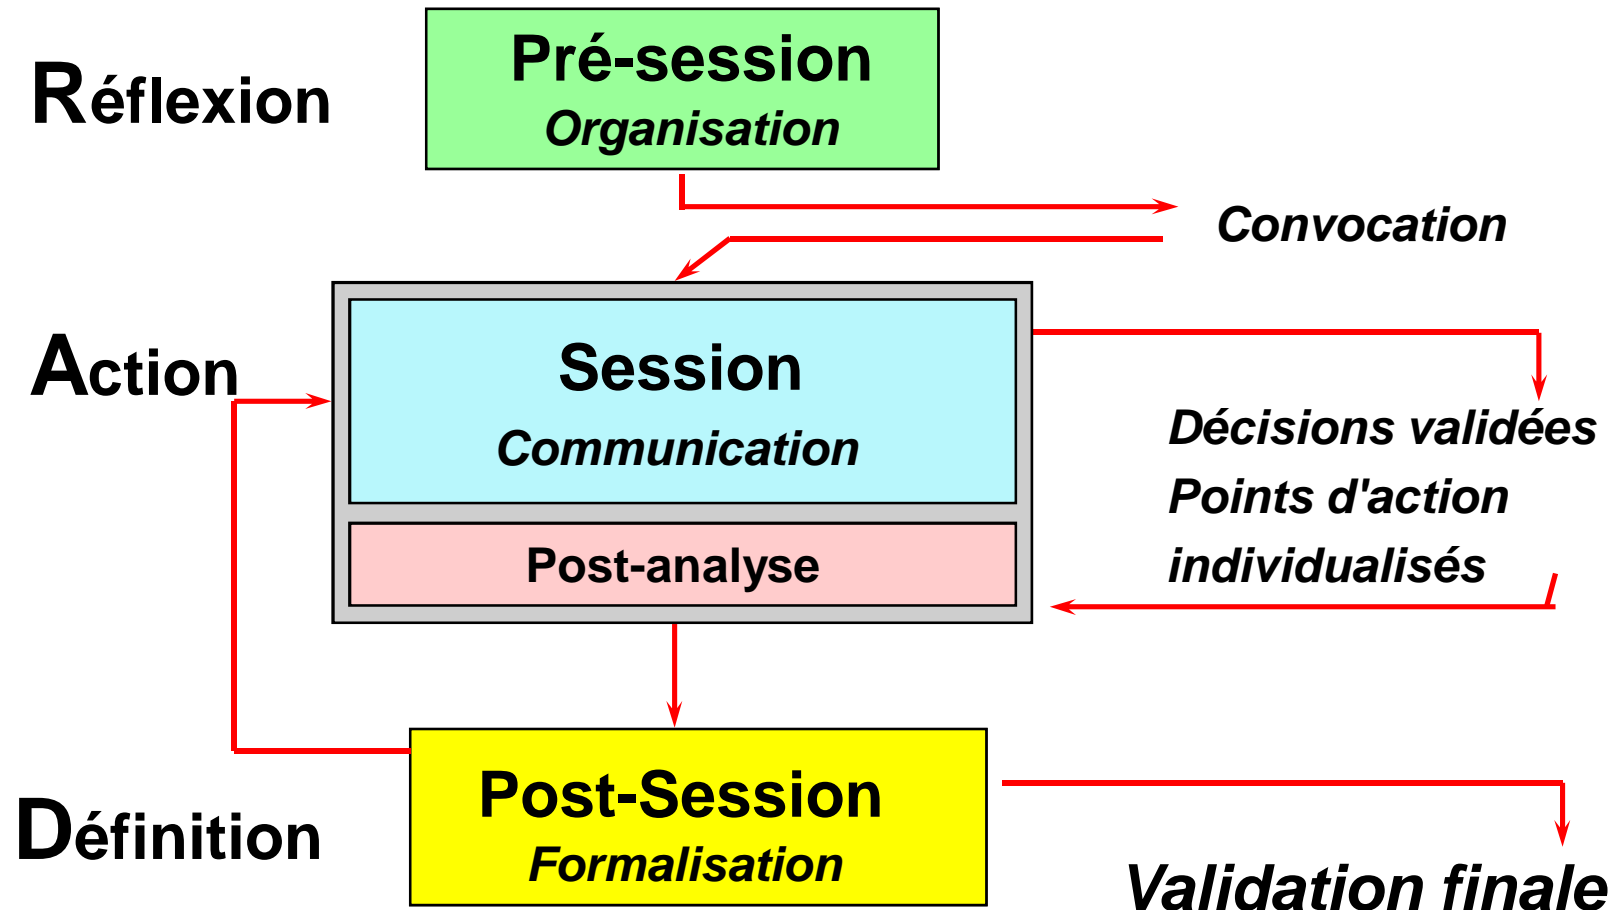 Réflexion
Pré-session
Organisation
Convocation
Action
Session
Communication
Post-analyse
Décisions validées
Points d'action
individualisés
Définition
Post-Session
Formalisation
Validation finale